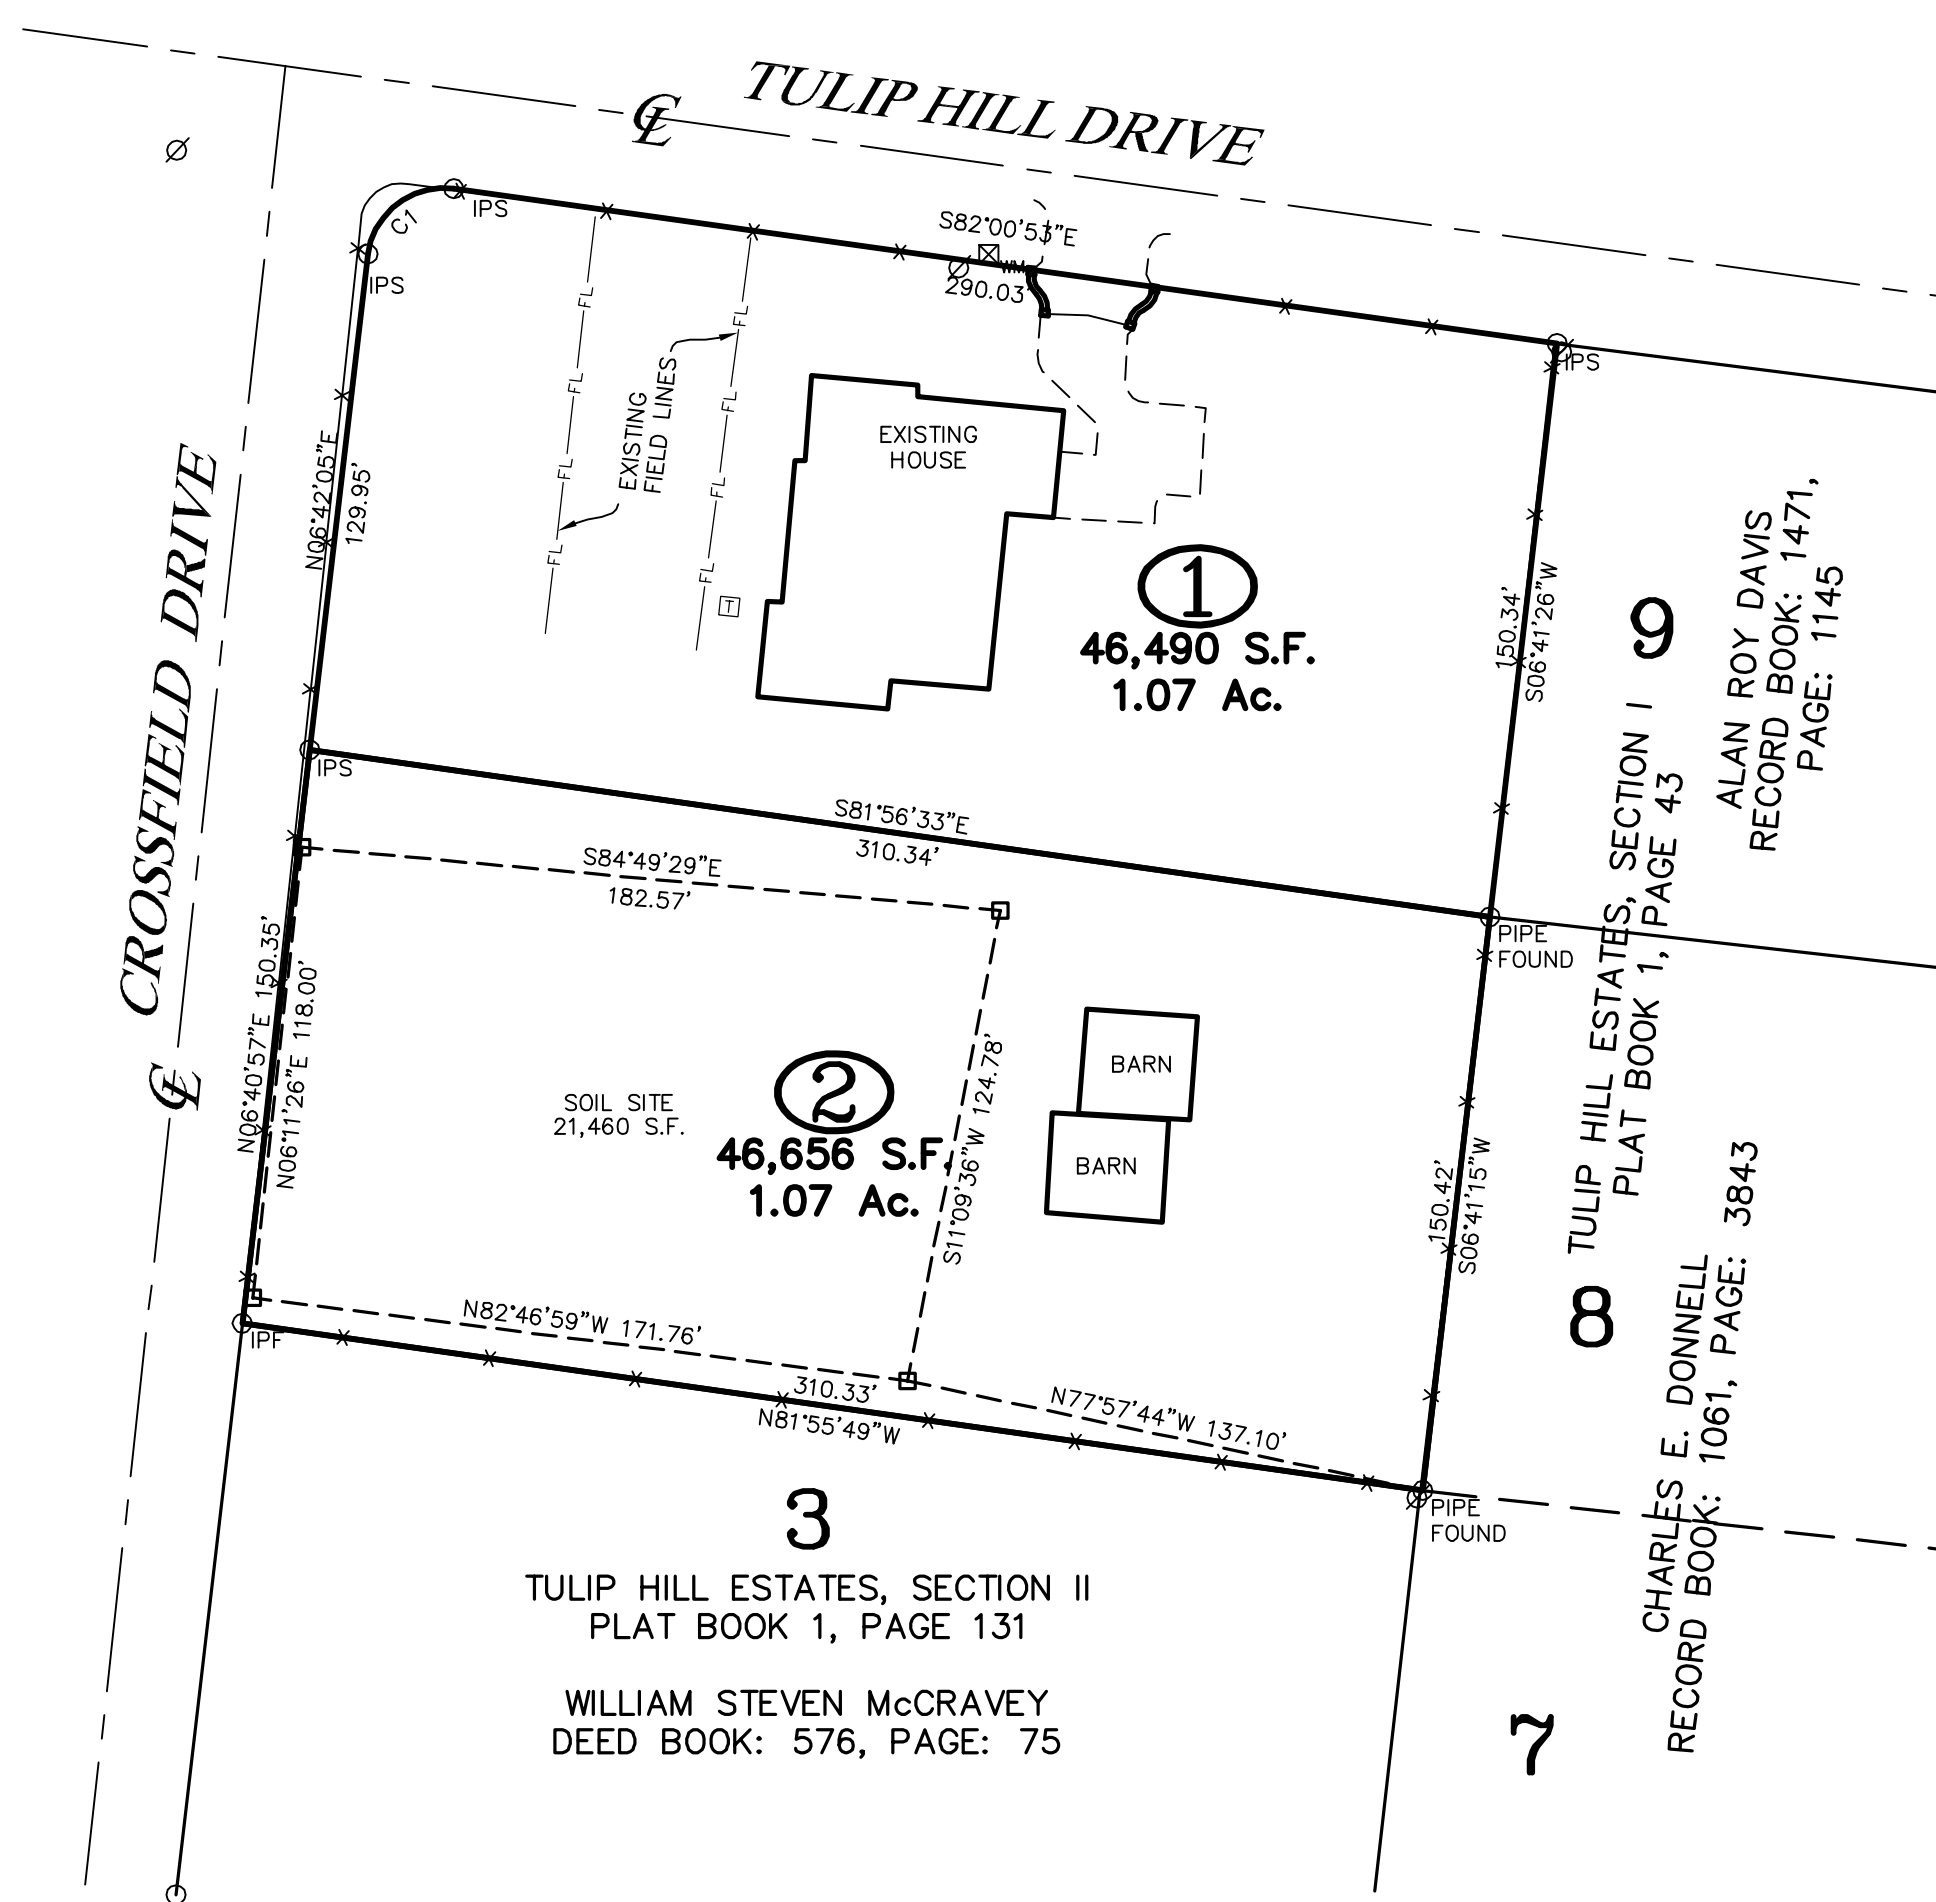 TULIP HILL DRIVE
CL
C1
IPS
IPS
S82°00'53"E
WM
290.03'
IPS
EXISTING
FIELD LINES
FL
FL
FL
FL
FL
FL
FL
FL
T
EXISTING
HOUSE
1
46,490 S.F.
1.07 Ac.
N06°42'05"E
129.95'
150.34'
S06°41'26"W
CROSSFIELD DRIVE
CL
IPS
S81°56'33"E
310.34'
S84°49'29"E
182.57'
PIPE
FOUND
N06°40'57"E 150.35'
N06°11'26"E 118.00'
SOIL SITE
21,460 S.F.
2
46,656 S.F.
1.07 Ac.
S11°09'36"W 124.78'
BARN
BARN
150.42'
S06°41'15"W
IPF
N82°46'59"W 171.76'
310.33'
N81°55'49"W
N77°57'44"W 137.10'
PIPE
FOUND
9
ALAN ROY DAVIS
RECORD BOOK: 1471,
PAGE: 1145
TULIP HILL ESTATES, SECTION I
PLAT BOOK 1, PAGE 43
8
CHARLES E. DONNELL
RECORD BOOK: 1061, PAGE: 3843
7
3
TULIP HILL ESTATES, SECTION II
PLAT BOOK 1, PAGE 131
WILLIAM STEVEN McCRAVEY
DEED BOOK: 576, PAGE: 75